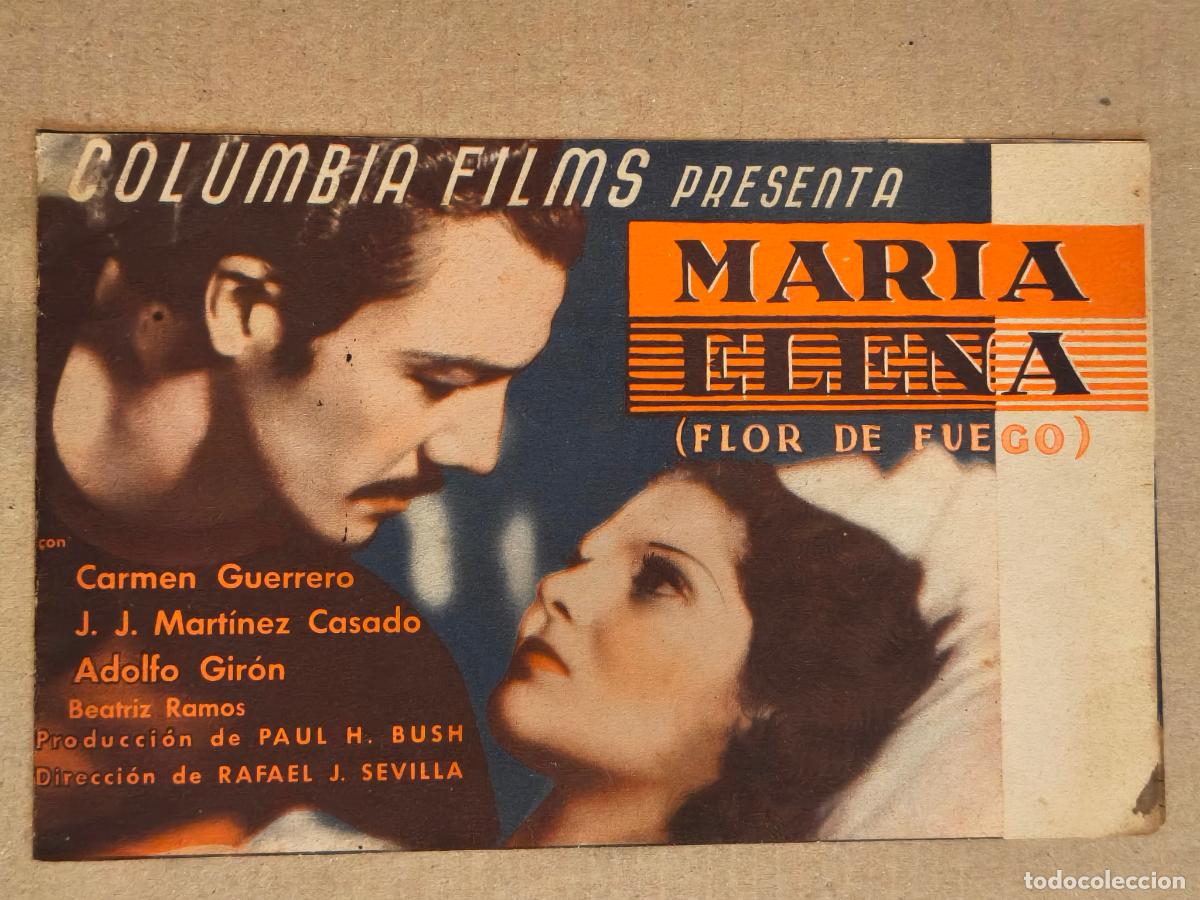 COLUMBIA FILMS PRESENTA
MARIA
ELENA
(FLOR DE FUEGO)
con
Carmen Guerrero
J. J. Martínez Casado
Adolfo Girón
Beatriz Ramos
Producción de PAUL H. BUSH
Dirección de RAFAEL J. SEVILLA
todocoleccion